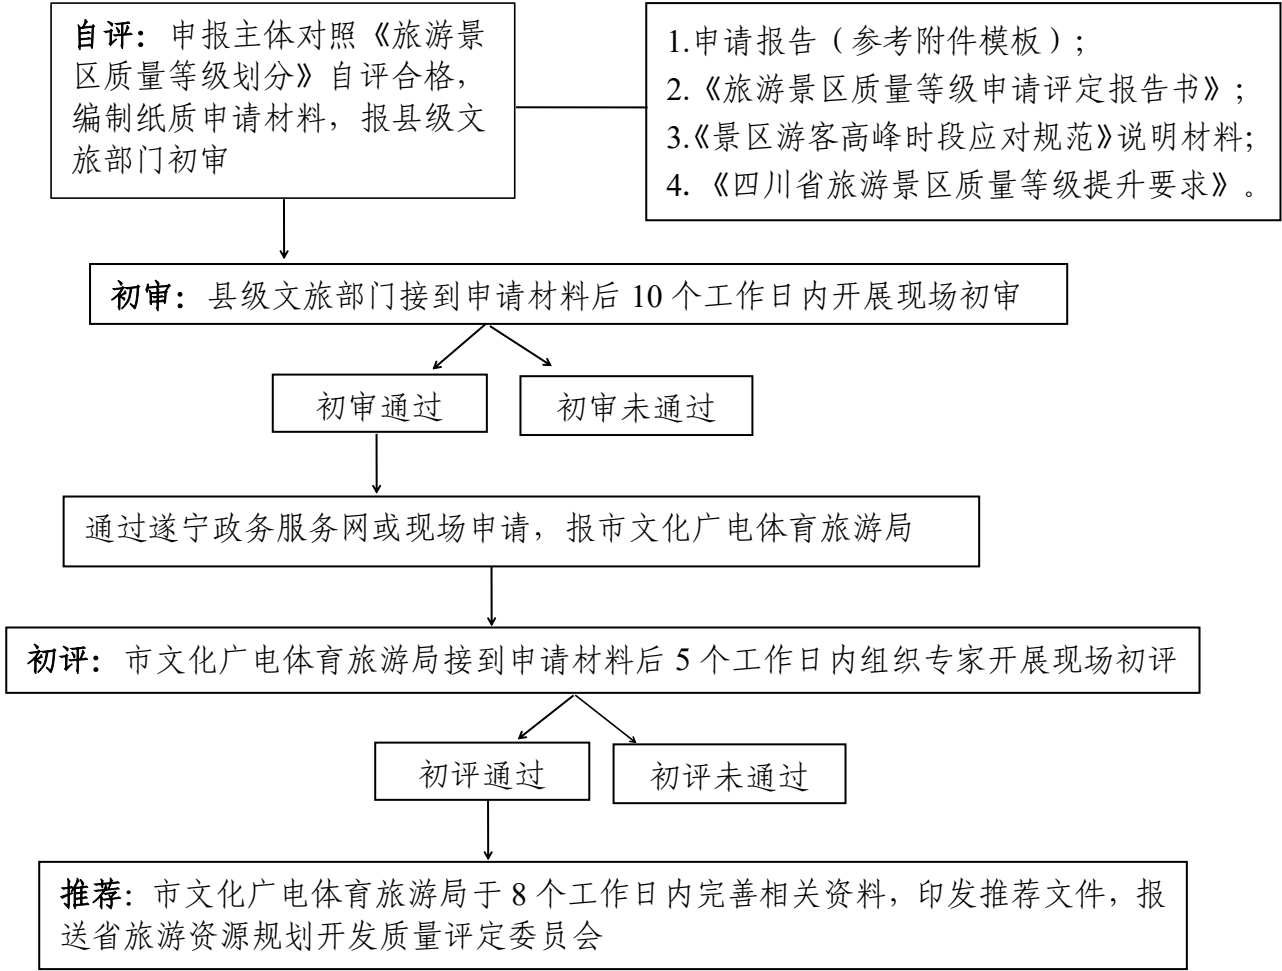 自评：申报主体对照《旅游景
区质量等级划分》自评合格，
编制纸质申请材料，报县级文
旅部门初审
1.申请报告（参考附件模板）；
2.《旅游景区质量等级申请评定报告书》；
3.《景区游客高峰时段应对规范》说明材料；
4. 《四川省旅游景区质量等级提升要求》。
初审：县级文旅部门接到申请材料后 10 个工作日内开展现场初审
初审通过
初审未通过
通过遂宁政务服务网或现场申请，报市文化广电体育旅游局
初评：市文化广电体育旅游局接到申请材料后 5 个工作日内组织专家开展现场初评
初评通过
初评未通过
推荐：市文化广电体育旅游局于 8 个工作日内完善相关资料，印发推荐文件，报
送省旅游资源规划开发质量评定委员会